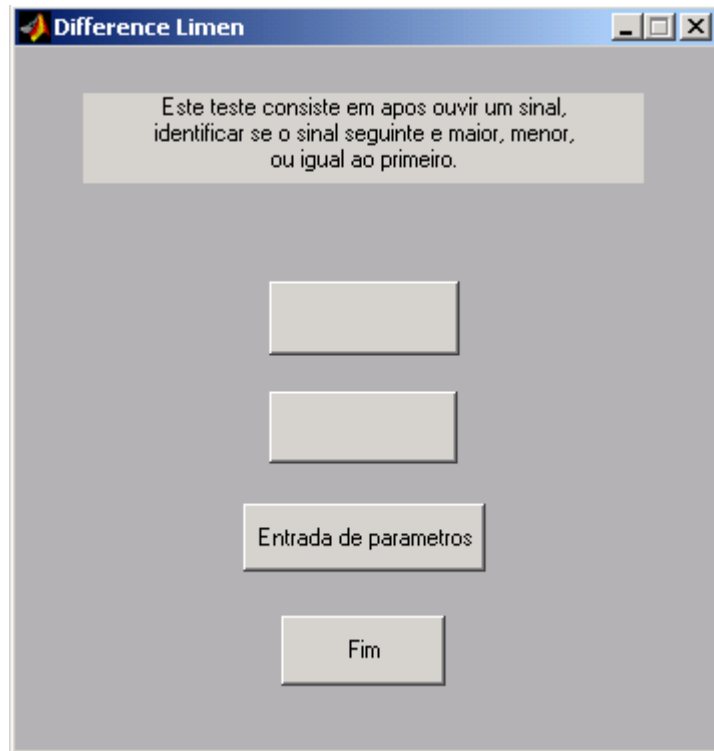 Difference Limen
Este teste consiste em apos ouvir um sinal,
identificar se o sinal seguinte e maior, menor,
ou igual ao primeiro.
Entrada de parametros
Fim